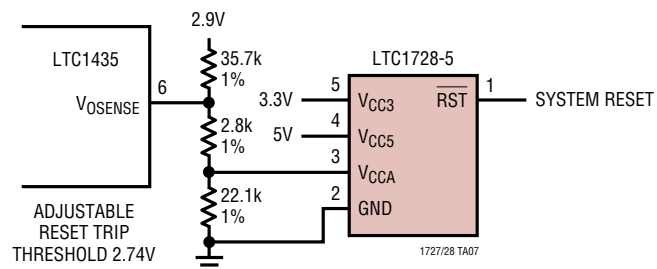 2.9V
LTC1435
35.7k
1%
LTC1728-5
6
VOSENSE
5
3.3V
VCC3
RST
1
SYSTEM RESET
2.8k
1%
4
5V
VCC5
3
VCCA
22.1k
1%
2
GND
ADJUSTABLE
RESET TRIP
THRESHOLD 2.74V
1727/28 TA07